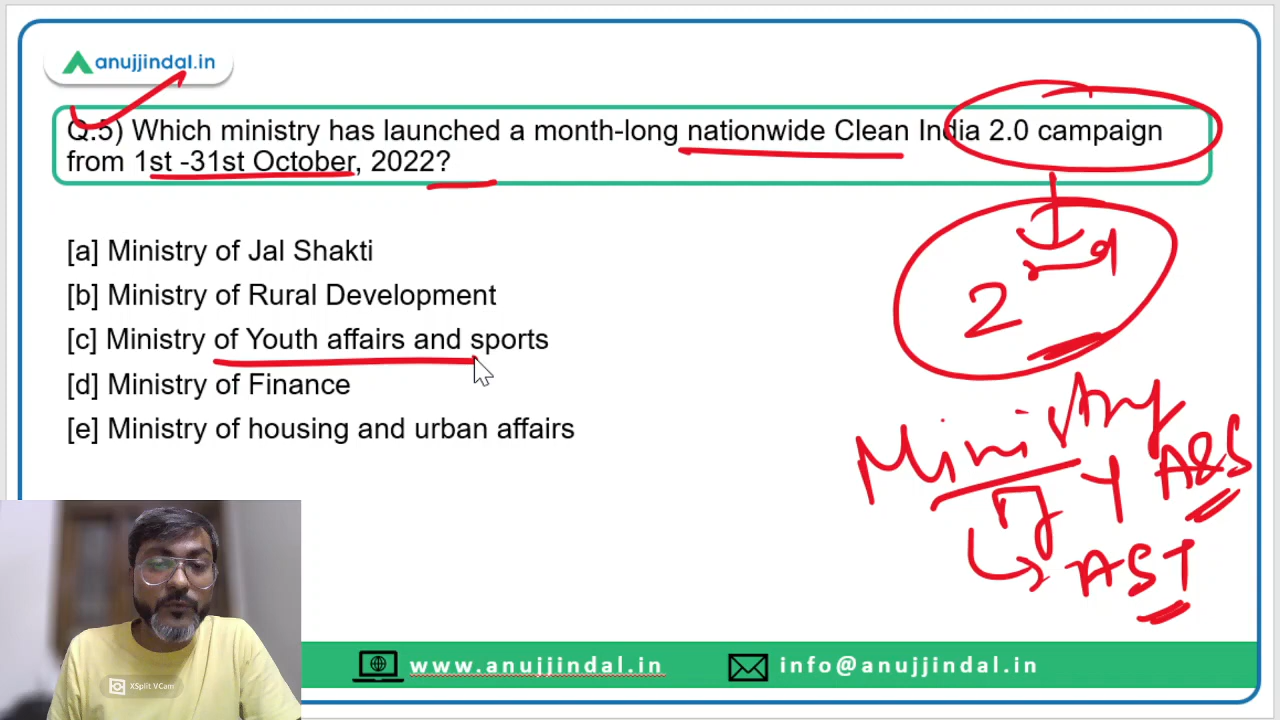 anujjindal.in
Q.5) Which ministry has launched a month-long nationwide Clean India 2.0 campaign
from 1st -31st October, 2022?
[a] Ministry of Jal Shakti
[b] Ministry of Rural Development
[c] Ministry of Youth affairs and sports
[d] Ministry of Finance
[e] Ministry of housing and urban affairs
2 nd
Ministry
of Y A&S
AST
XSplit VCam
www.anujjindal.in
info@anujjindal.in